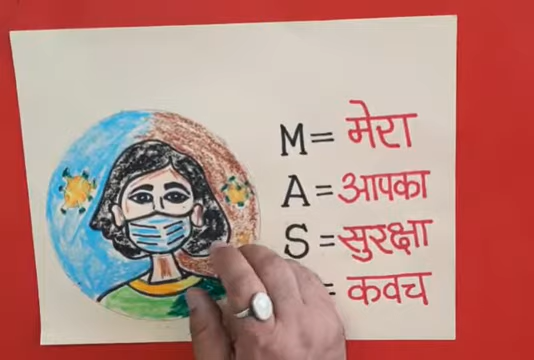 M= मेरा
A = आपका
S = सुरक्षा
= कवच